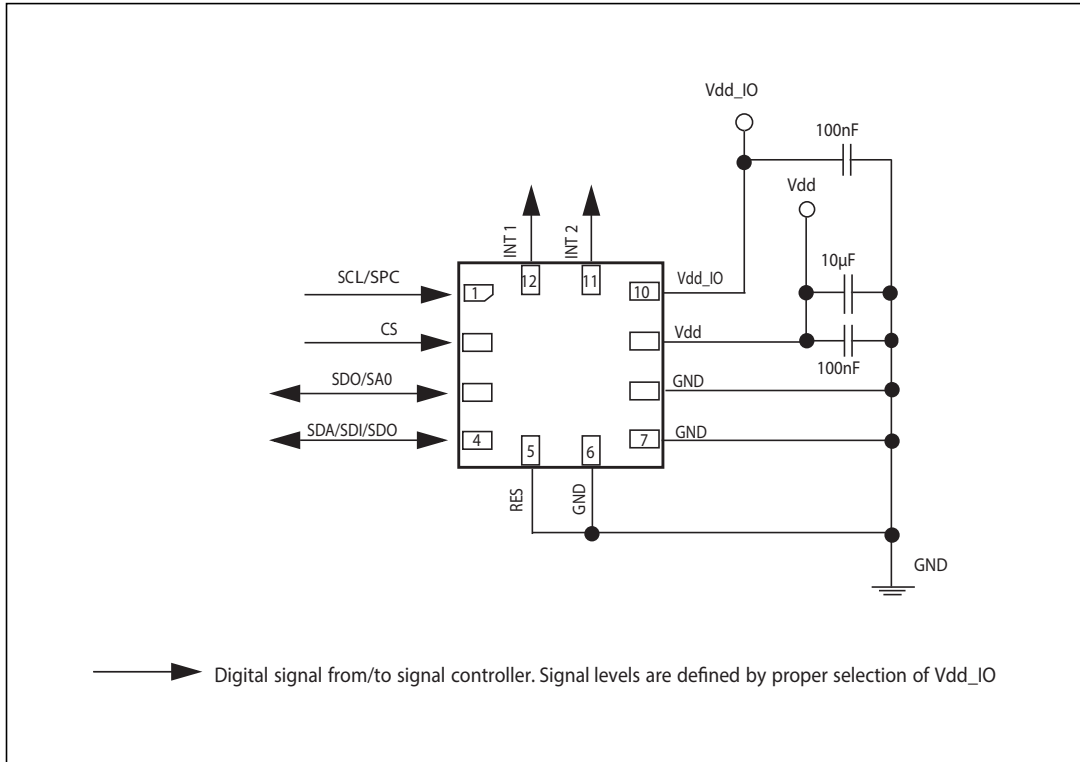 Vdd_IO
100nF
Vdd
INT 1
INT 2
10µF
SCL/SPC
1
12
11
10
Vdd_IO
CS
Vdd
100nF
SDO/SA0
GND
SDA/SDI/SDO
4
5
6
7
GND
RES
GND
GND
Digital signal from/to signal controller. Signal levels are defined by proper selection of Vdd_IO